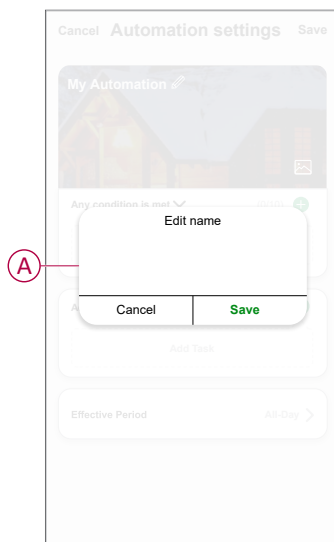 Cancel Automation settings Save
My Automation
Any condition is met
Edit name
A
Cancel Save
Add Task
Effective Period All-Day